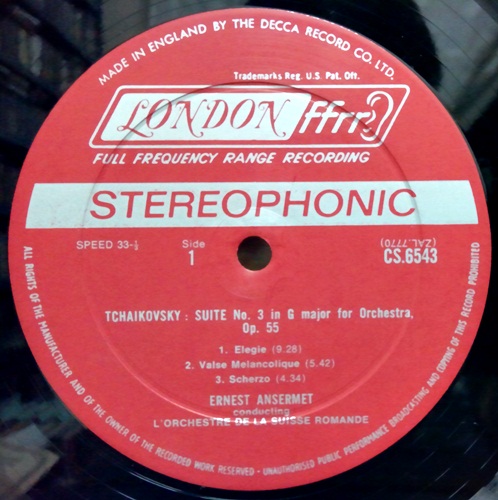 MADE IN ENGLAND BY THE DECCA RECORD CO. LTD.
Trademarks Reg. U.S. Pat. Off.
LONDON ffrr
FULL FREQUENCY RANGE RECORDING
STEREOPHONIC
SPEED 33-⅓
Side
1
(ZAL.7770)
CS.6543
TCHAIKOVSKY : SUITE No. 3 in G major for Orchestra,
Op. 55
1. Elegie (9.28)
2. Valse Melancolique (5.42)
3. Scherzo (4.34)
ERNEST ANSERMET
conducting
L'ORCHESTRE DE LA SUISSE ROMANDE
ALL RIGHTS OF THE MANUFACTURER AND OF THE OWNER OF THE RECORDED WORK RESERVED - UNAUTHORISED PUBLIC PERFORMANCE BROADCASTING AND COPYING OF THIS RECORD PROHIBITED